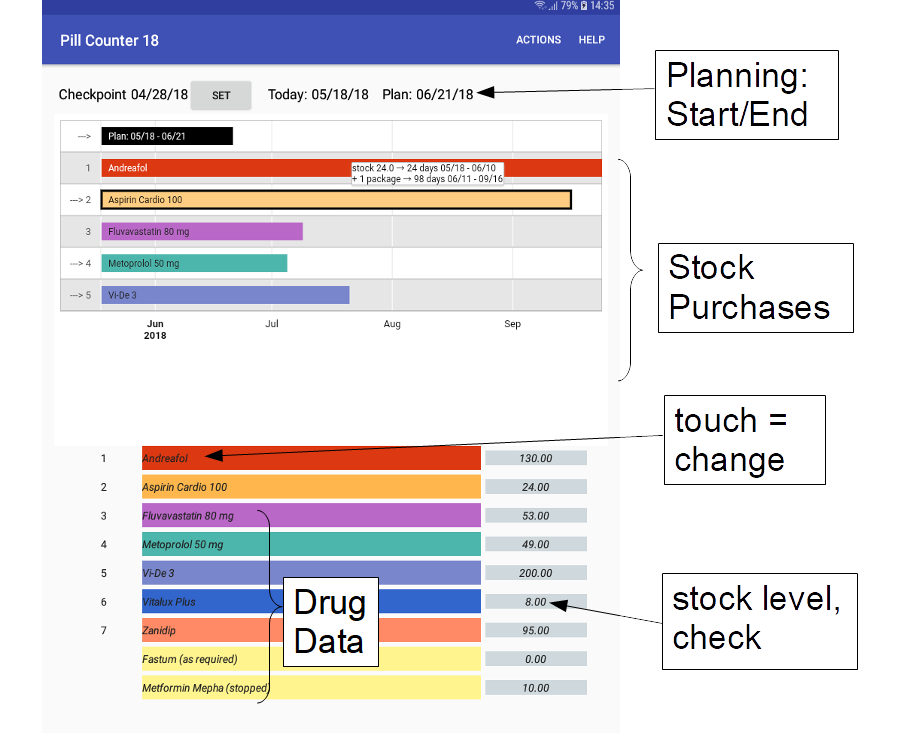 79% 14:35
Pill Counter 18
ACTIONS HELP
Checkpoint 04/28/18 SET Today: 05/18/18 Plan: 06/21/18
Planning:
Start/End
---> Plan: 05/18 - 06/21
1 Andreafol
stock 24.0 → 24 days 05/18 - 06/10
+ 1 package → 98 days 06/11 - 09/16
---> 2 Aspirin Cardio 100
3 Fluvavastatin 80 mg
---> 4 Metoprolol 50 mg
---> 5 Vi-De 3
Jun Jul Aug Sep
2018
Stock
Purchases
touch =
change
1 Andreafol 130.00
2 Aspirin Cardio 100 24.00
3 Fluvavastatin 80 mg 53.00
4 Metoprolol 50 mg 49.00
5 Vi-De 3 200.00
6 Vitalux Plus 8.00
7 Zanidip 95.00
Fastum (as required) 0.00
Metformin Mepha (stopped) 10.00
Drug
Data
stock level,
check